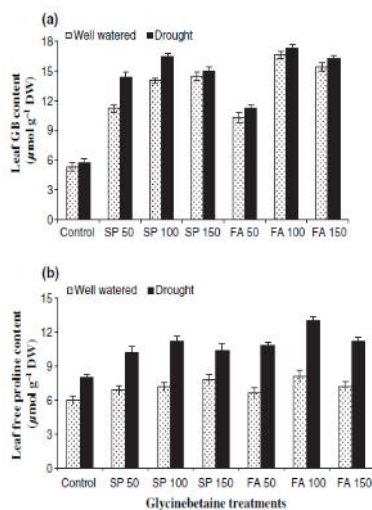 (a)
Well watered Drought
Leaf GB content
(µmol g⁻¹ DW)
18
15
12
9
6
3
0
Control SP 50 SP 100 SP 150 FA 50 FA 100 FA 150
(b)
Well watered Drought
Leaf free proline content
(µmol g⁻¹ DW)
15
12
9
6
3
0
Control SP 50 SP 100 SP 150 FA 50 FA 100 FA 150
Glycinebetaine treatments